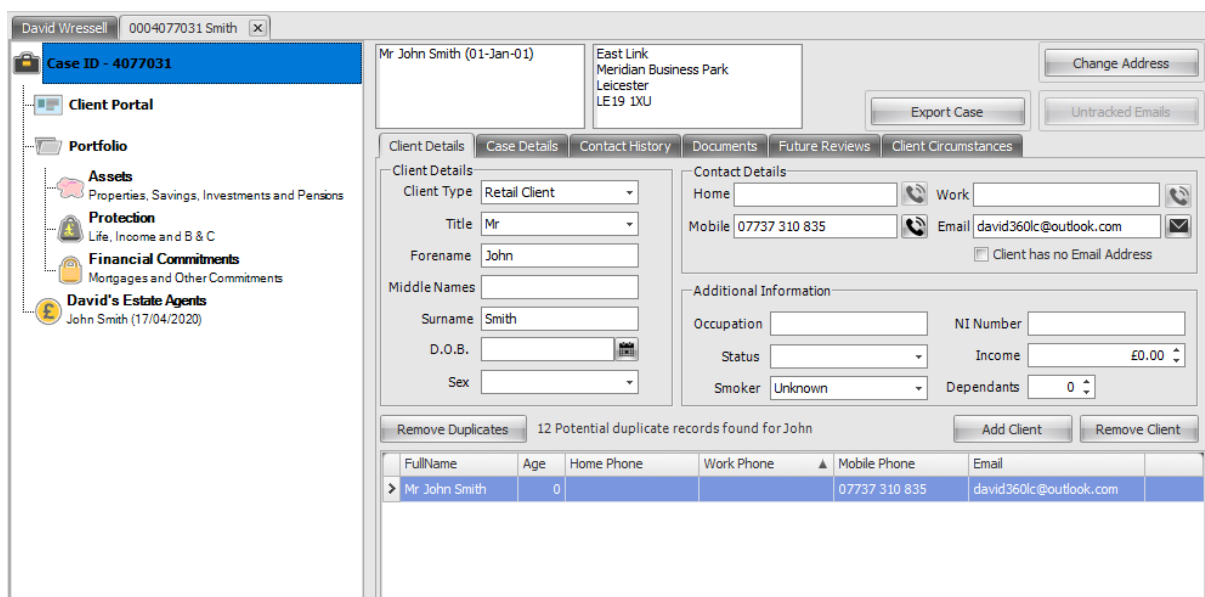 David Wressell
0004077031 Smith
Case ID - 4077031
Client Portal
Portfolio
Assets
Properties, Savings, Investments and Pensions
Protection
Life, Income and B & C
Financial Commitments
Mortgages and Other Commitments
David's Estate Agents
John Smith (17/04/2020)
Mr John Smith (01-Jan-01)
East Link
Meridian Business Park
Leicester
LE19 1XU
Change Address
Export Case
Untracked Emails
Client Details Case Details Contact History Documents Future Reviews Client Circumstances
Client Details
Client Type Retail Client
Title Mr
Forename John
Middle Names
Surname Smith
D.O.B.
Sex
Contact Details
Home Work
Mobile 07737 310 835 Email david360lc@outlook.com
Client has no Email Address
Additional Information
Occupation NI Number
Status Income £0.00
Smoker Unknown Dependants 0
Remove Duplicates 12 Potential duplicate records found for John Add Client Remove Client
FullName Age Home Phone Work Phone Mobile Phone Email
Mr John Smith 0 07737 310 835 david360lc@outlook.com